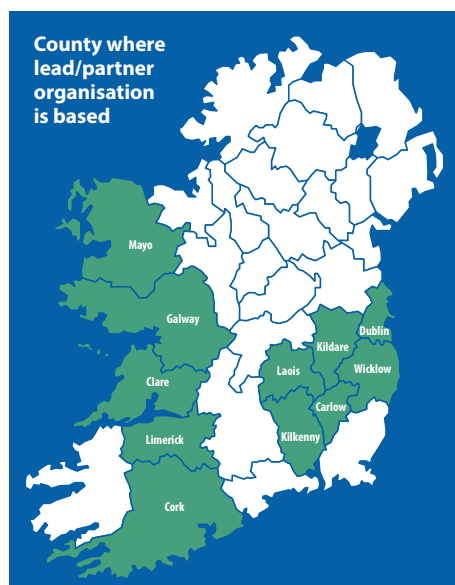 County where
lead/partner
organisation
is based
Mayo
Galway
Dublin
Kildare
Laois
Wicklow
Clare
Carlow
Limerick
Kilkenny
Cork